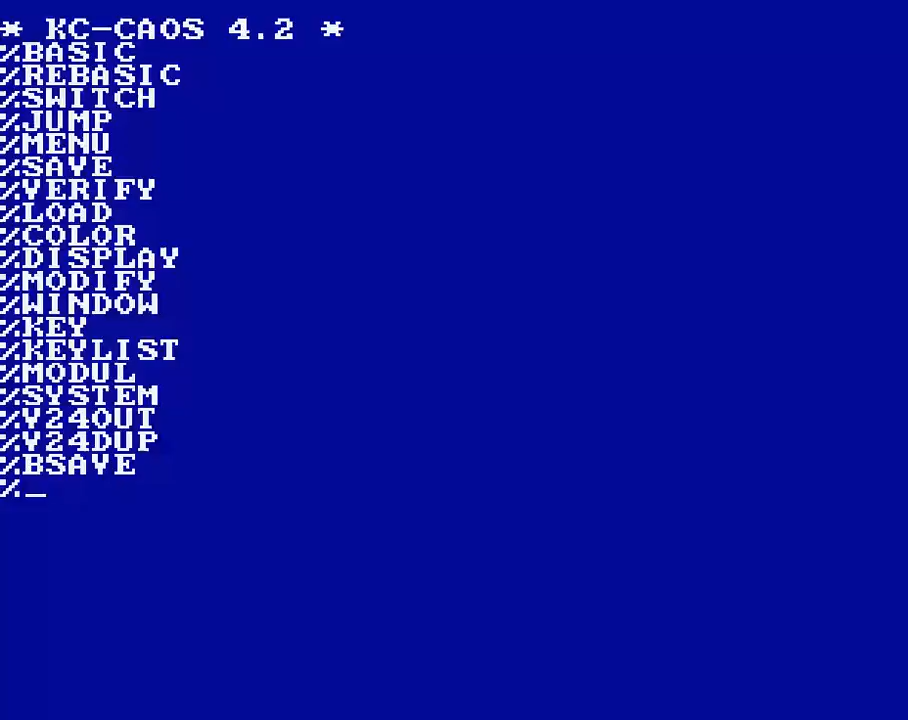 * KC-CAOS 4.2 *
%BASIC
%REBASIC
%SWITCH
%JUMP
%MENU
%SAVE
%VERIFY
%LOAD
%COLOR
%DISPLAY
%MODIFY
%WINDOW
%KEY
%KEYLIST
%MODUL
%SYSTEM
%V24OUT
%V24DUP
%BSAVE
%_